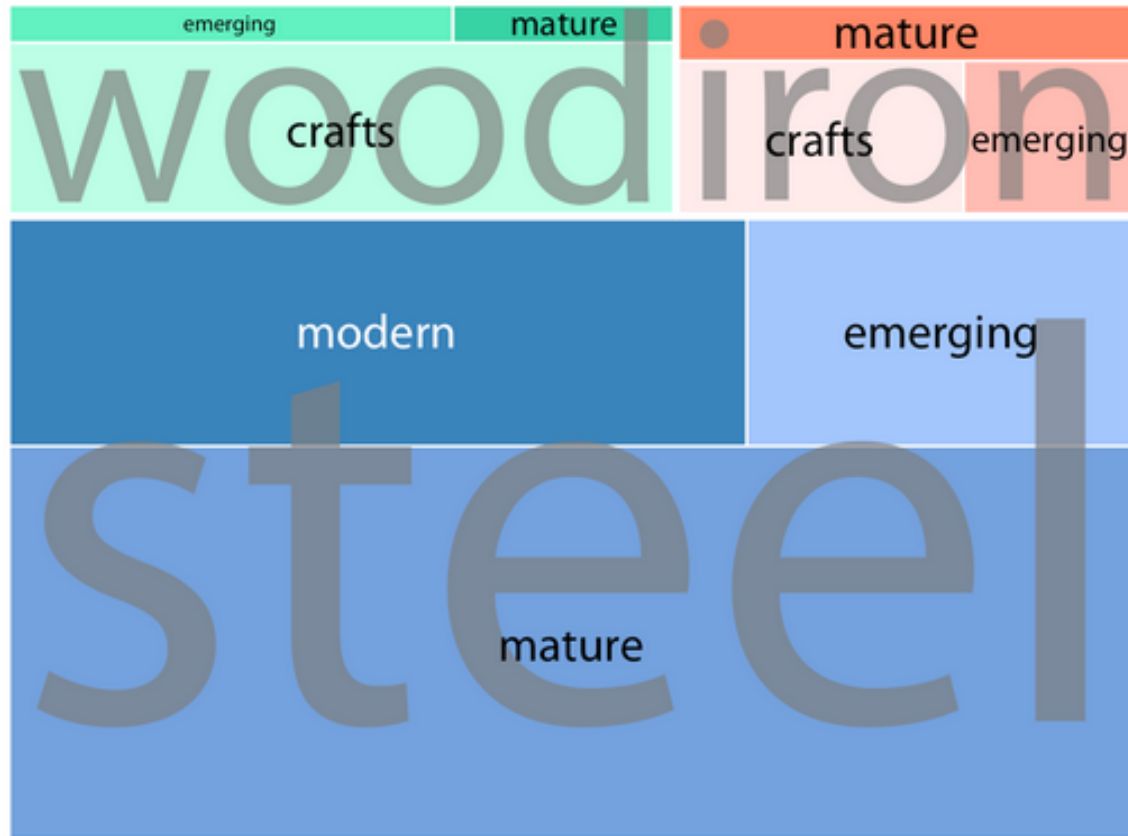 emerging
mature
mature
wood
iron
crafts
crafts
emerging
modern
emerging
steel
mature